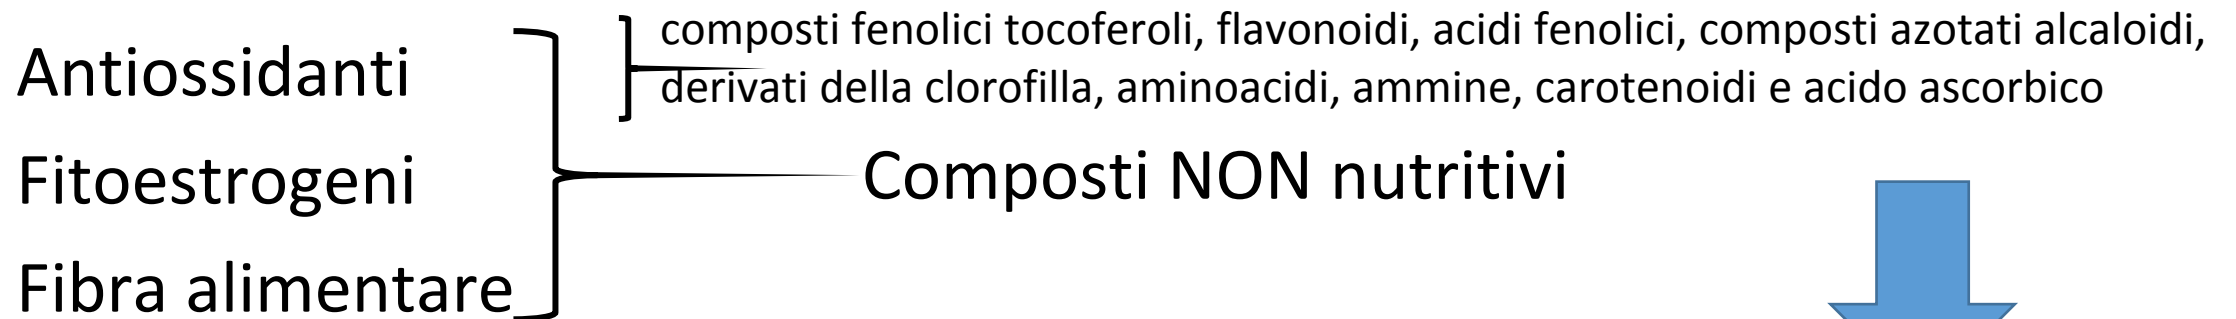 composti fenolici tocoferoli, flavonoidi, acidi fenolici, composti azotati alcaloidi,
derivati della clorofilla, aminoacidi, ammine, carotenoidi e acido ascorbico
Antiossidanti
Fitoestrogeni
Composti NON nutritivi
Fibra alimentare